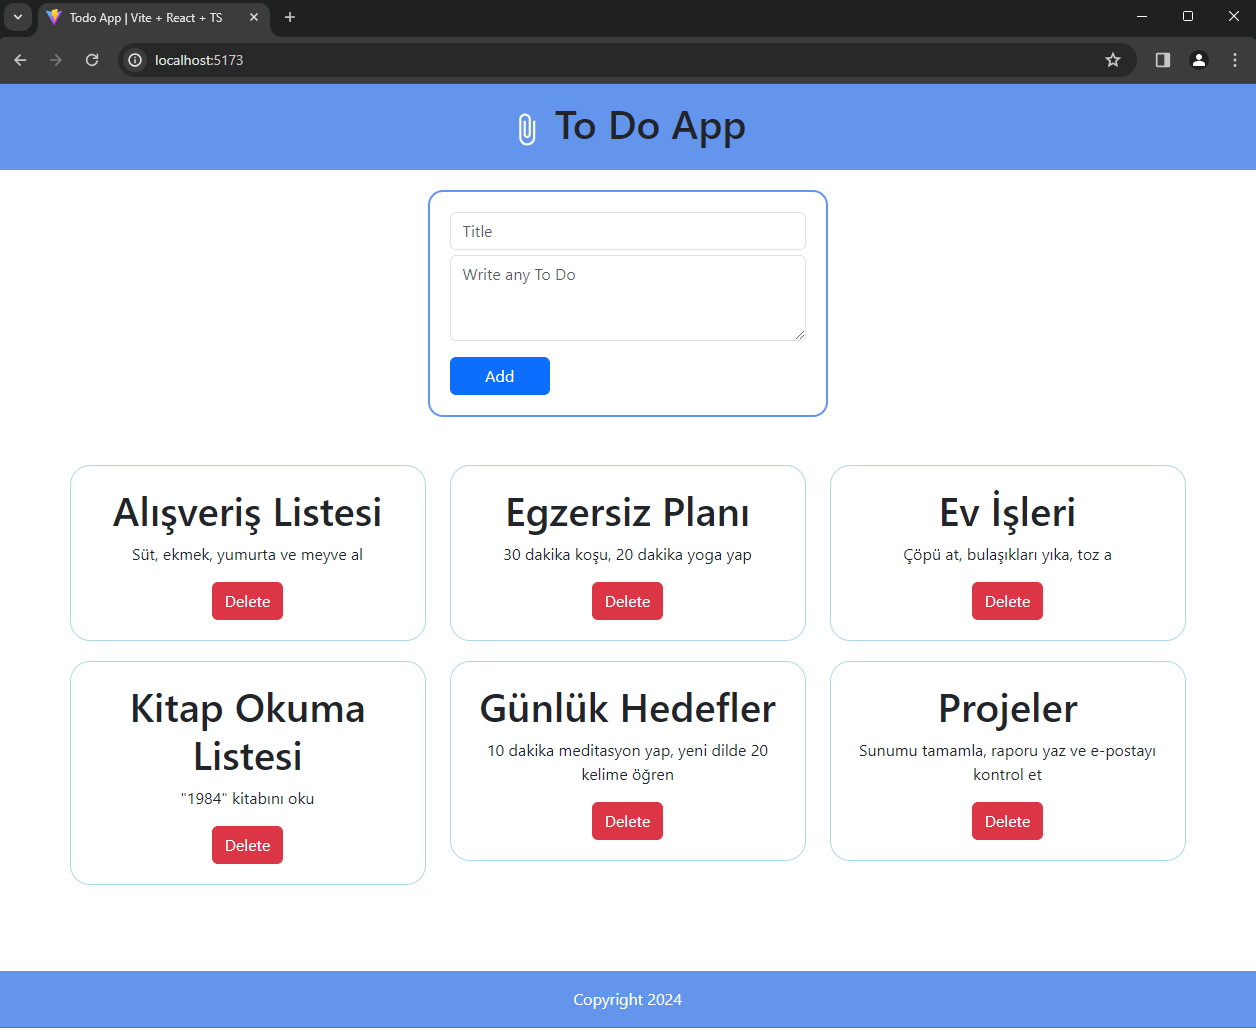 Todo App | Vite + React + TS
localhost:5173
To Do App
Title
Write any To Do
Add
Alışveriş Listesi
Süt, ekmek, yumurta ve meyve al
Delete
Egzersiz Planı
30 dakika koşu, 20 dakika yoga yap
Delete
Ev İşleri
Çöpü at, bulaşıkları yıka, toz a
Delete
Kitap Okuma
Listesi
"1984" kitabını oku
Delete
Günlük Hedefler
10 dakika meditasyon yap, yeni dilde 20
kelime öğren
Delete
Projeler
Sunumu tamamla, raporu yaz ve e-postayı
kontrol et
Delete
Copyright 2024